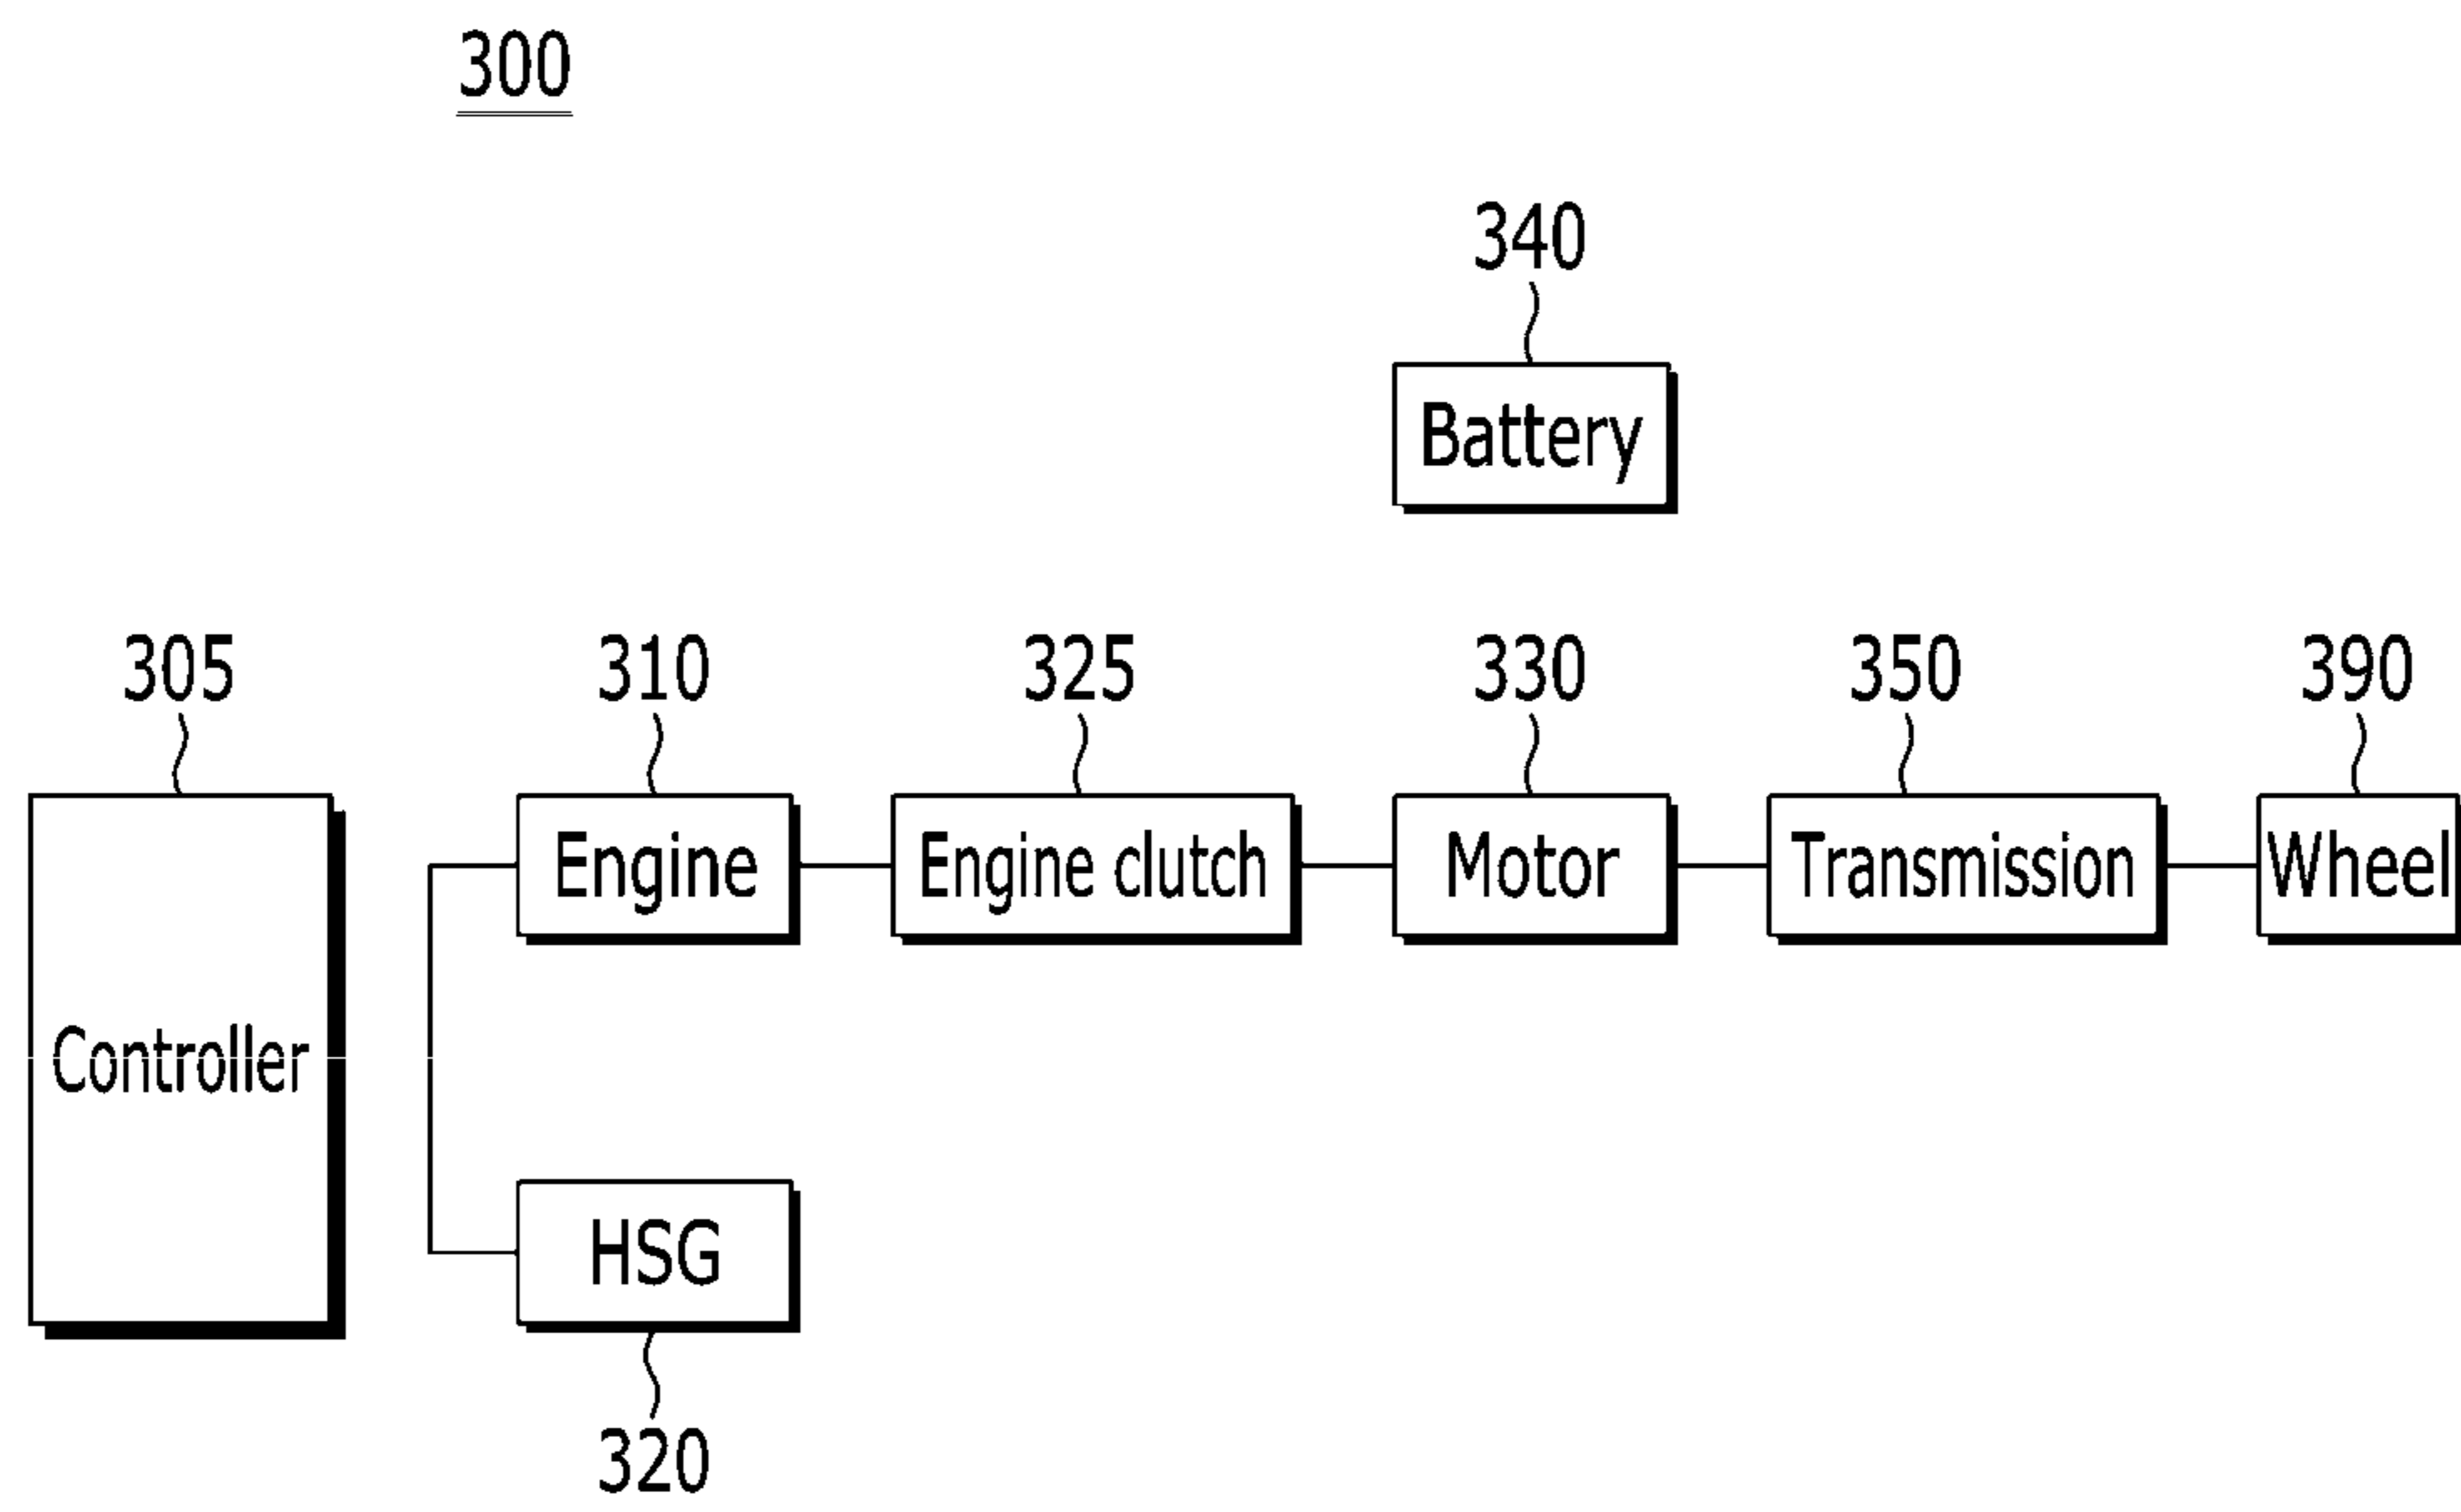 300
340
Battery
305 310 325 330 350 390
Engine Engine clutch Motor Transmission Wheel
Controller
HSG
320